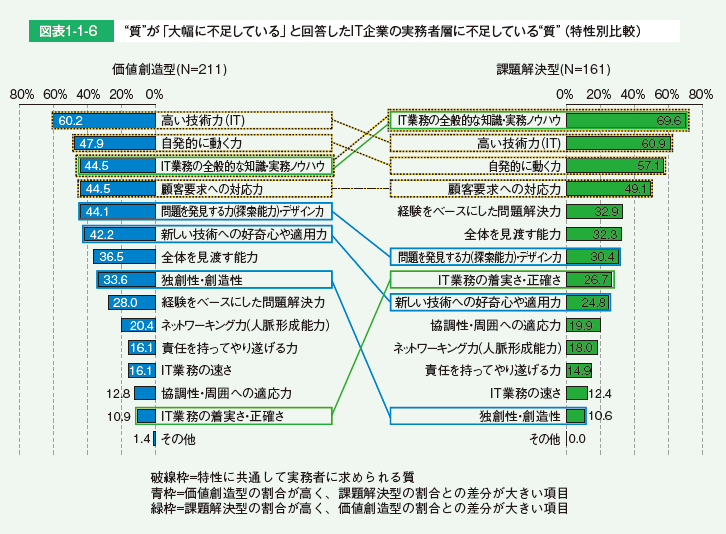 図表1-1-6
“質”が「大幅に不足している」と回答したIT企業の実務者層に不足している“質”（特性別比較）
価値創造型(N=211)
80% 60% 40% 20% 0%
60.2 高い技術力(IT)
47.9 自発的に動く力
44.5 IT業務の全般的な知識・実務ノウハウ
44.5 顧客要求への対応力
44.1 問題を発見する力(探索能力)・デザイン力
42.2 新しい技術への好奇心や適用力
36.5 全体を見渡す能力
33.6 独創性・創造性
28.0 経験をベースにした問題解決力
20.4 ネットワーキング力(人脈形成能力)
16.1 責任を持ってやり遂げる力
16.1 IT業務の速さ
12.8 協調性・周囲への適応力
10.9 IT業務の着実さ・正確さ
1.4 その他
課題解決型(N=161)
0% 20% 40% 60% 80%
IT業務の全般的な知識・実務ノウハウ 69.6
高い技術力(IT) 60.9
自発的に動く力 57.1
顧客要求への対応力 49.1
経験をベースにした問題解決力 32.9
全体を見渡す能力 32.3
問題を発見する力(探索能力)・デザイン力 30.4
IT業務の着実さ・正確さ 26.7
新しい技術への好奇心や適用力 24.8
協調性・周囲への適応力 19.9
ネットワーキング力(人脈形成能力) 18.0
責任を持ってやり遂げる力 14.9
IT業務の速さ 12.4
独創性・創造性 10.6
その他 0.0
破線枠=特性に共通して実務者に求められる質
青枠=価値創造型の割合が高く、課題解決型の割合との差分が大きい項目
緑枠=課題解決型の割合が高く、価値創造型の割合との差分が大きい項目